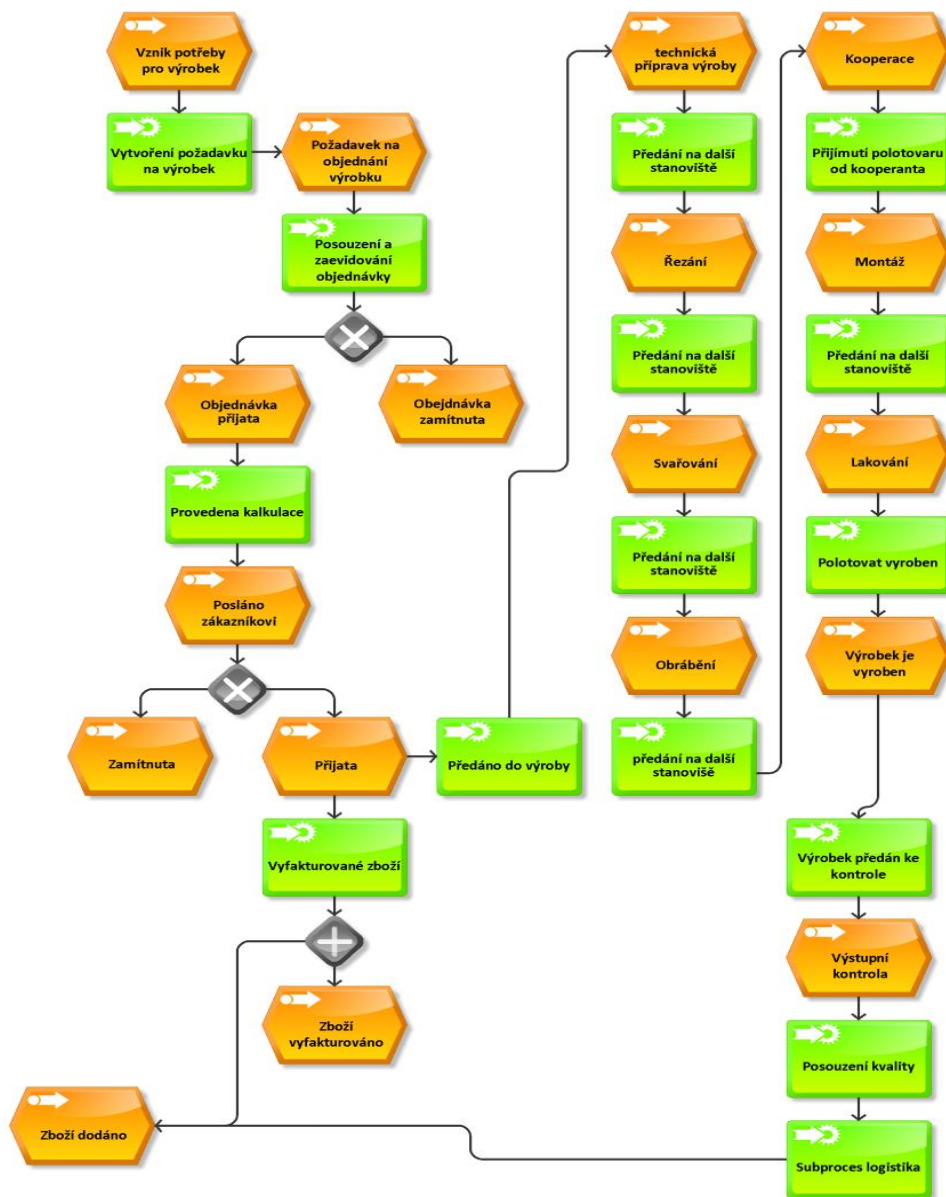 Vznik potřeby
pro výrobek
Vytvoření požadavku
na výrobek
Požadavek na
objednání
výrobku
Posouzení a
zaevidování
objednávky
Objednávka
přijata
Obejdnávka
zamítnuta
Provedena kalkulace
Posláno
zákazníkovi
Zamítnuta
Přijata
Předáno do výroby
Vyfakturované zboží
Zboží
vyfakturováno
Zboží dodáno
technická
příprava výroby
Předání na další
stanoviště
Řezání
Předání na další
stanoviště
Svařování
Předání na další
stanoviště
Obrábění
předání na další
stanovišě
Kooperace
Přijímutí polotovaru
od kooperanta
Montáž
Předání na další
stanoviště
Lakování
Polotovat vyroben
Výrobek je
vyroben
Výrobek předán ke
kontrole
Výstupní
kontrola
Posouzení kvality
Subproces logistika